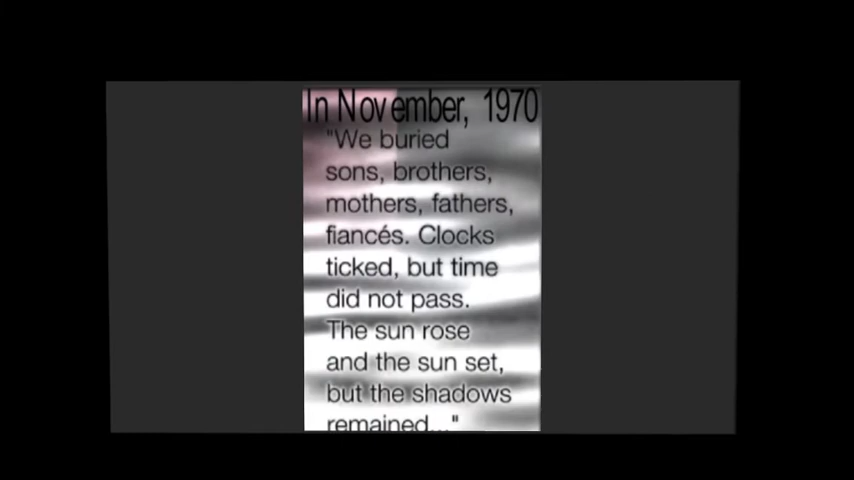 In November, 1970
"We buried
sons, brothers,
mothers, fathers,
fiancés. Clocks
ticked, but time
did not pass.
The sun rose
and the sun set,
but the shadows
remained..."